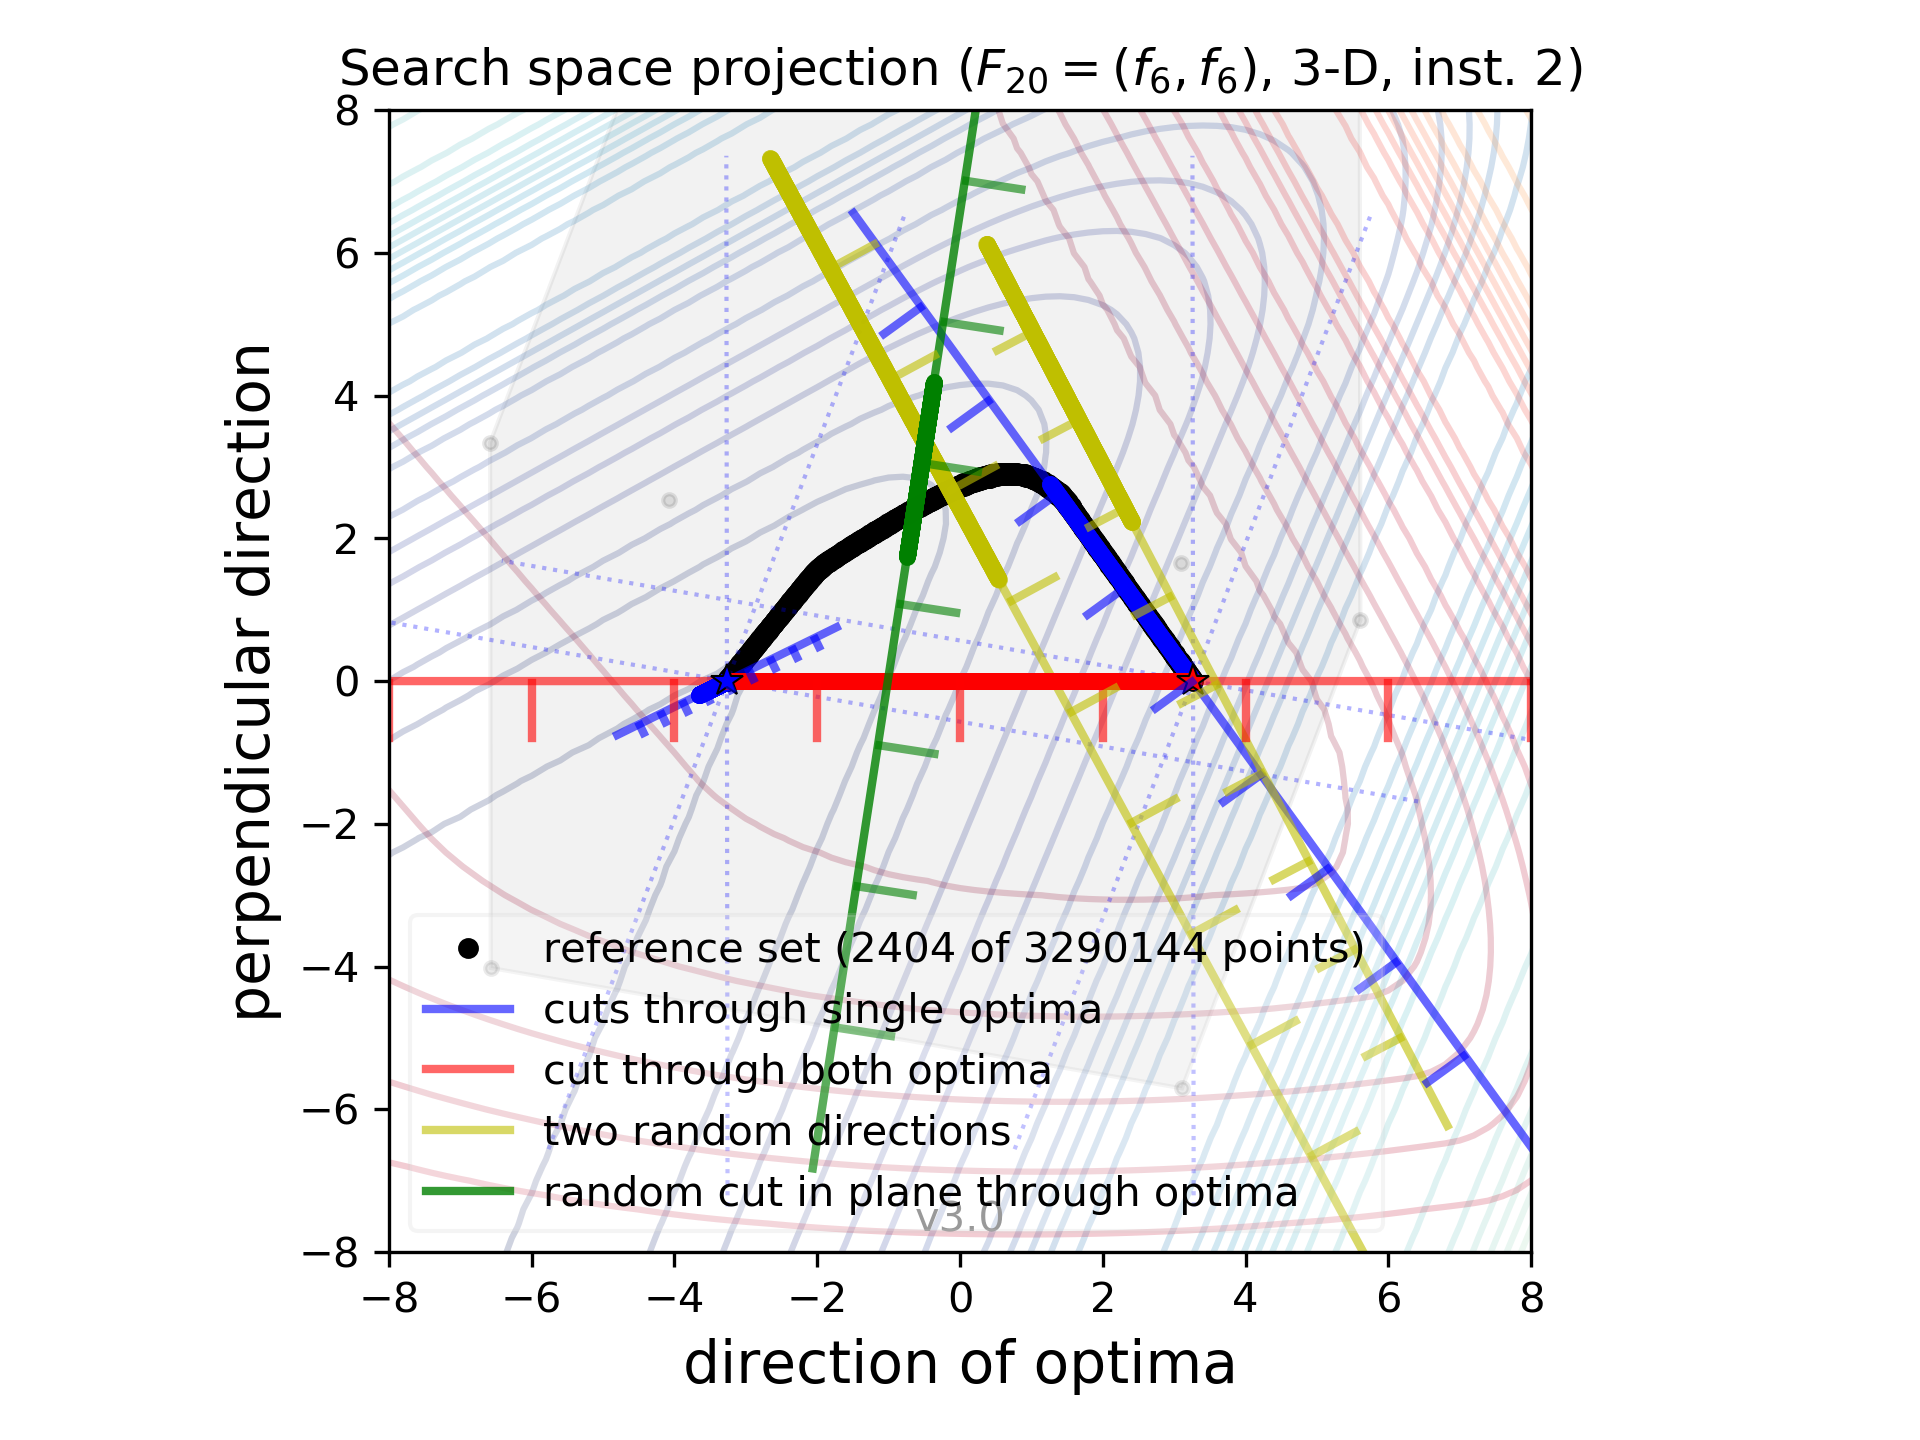 Search space projection (F₂₀ = (f₆, f₆), 3-D, inst. 2)
8
6
4
2
0
−2
−4
−6
−8
perpendicular direction
reference set (2404 of 3290144 points)
cuts through single optima
cut through both optima
two random directions
random cut in plane through optima
v3.0
−8 −6 −4 −2 0 2 4 6 8
direction of optima